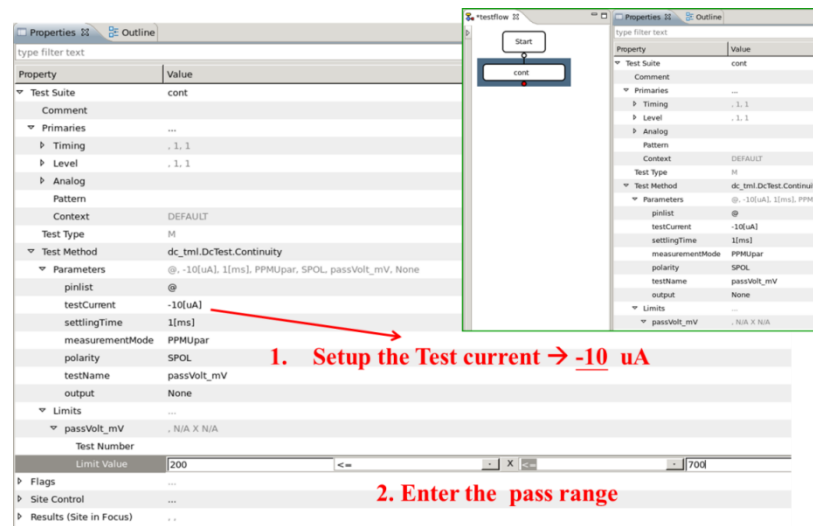 Properties Outline
type filter text
Property Value
Test Suite cont
Comment
Primaries ...
Timing , 1, 1
Level , 1, 1
Analog
Pattern
Context DEFAULT
Test Type M
Test Method dc_tml.DcTest.Continuity
Parameters @, -10[uA], 1[ms], PPMUpar, SPOL, passVolt_mV, None
pinlist @
testCurrent -10[uA]
settlingTime 1[ms]
measurementMode PPMUpar
polarity SPOL
testName passVolt_mV
output None
Limits ...
passVolt_mV , N/A X N/A
Test Number
Limit Value 200 <= X <= 700
Flags ...
Site Control ...
Results (Site in Focus) , ,
1. Setup the Test current → -10 uA
2. Enter the pass range
*testflow
Start
cont
Properties Outline
type filter text
Property Value
Test Suite cont
Comment
Primaries ...
Timing , 1, 1
Level , 1, 1
Analog
Pattern
Context DEFAULT
Test Type M
Test Method dc_tml.DcTest.Continui
Parameters @, -10[uA], 1[ms], PPM
pinlist @
testCurrent -10[uA]
settlingTime 1[ms]
measurementMode PPMUpar
polarity SPOL
testName passVolt_mV
output None
Limits ...
passVolt_mV , N/A X N/A